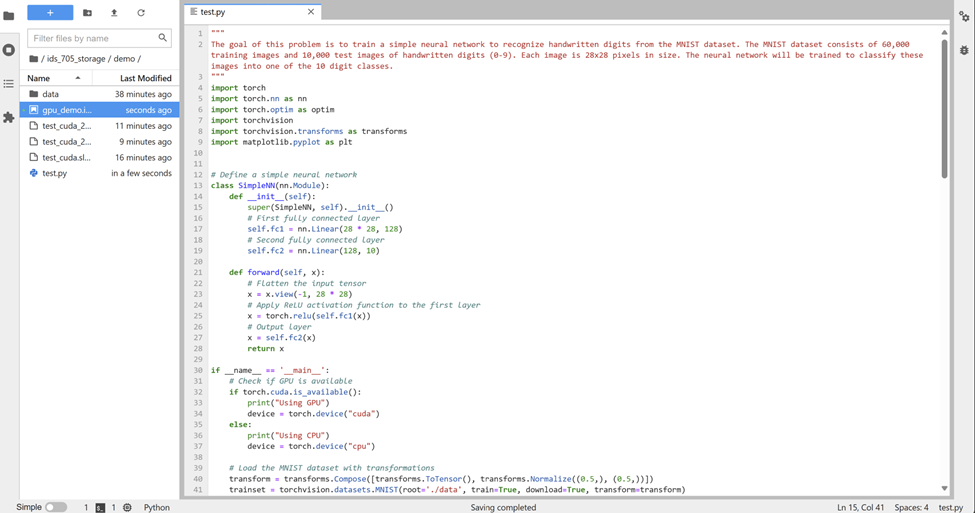 +
Filter files by name
/ ids_705_storage / demo /
Name Last Modified
data 38 minutes ago
gpu_demo.i... seconds ago
test_cuda_2... 11 minutes ago
test_cuda_2... 9 minutes ago
test_cuda.sl... 16 minutes ago
test.py in a few seconds
test.py ×
1 """
2 The goal of this problem is to train a simple neural network to recognize handwritten digits from the MNIST dataset. The MNIST dataset consists of 60,000
training images and 10,000 test images of handwritten digits (0-9). Each image is 28x28 pixels in size. The neural network will be trained to classify these
images into one of the 10 digit classes.
3 """
4 import torch
5 import torch.nn as nn
6 import torch.optim as optim
7 import torchvision
8 import torchvision.transforms as transforms
9 import matplotlib.pyplot as plt
10
11
12 # Define a simple neural network
13 class SimpleNN(nn.Module):
14     def __init__(self):
15         super(SimpleNN, self).__init__()
16         # First fully connected layer
17         self.fc1 = nn.Linear(28 * 28, 128)
18         # Second fully connected layer
19         self.fc2 = nn.Linear(128, 10)
20
21     def forward(self, x):
22         # Flatten the input tensor
23         x = x.view(-1, 28 * 28)
24         # Apply ReLU activation function to the first layer
25         x = torch.relu(self.fc1(x))
26         # Output layer
27         x = self.fc2(x)
28         return x
29
30 if __name__ == '__main__':
31     # Check if GPU is available
32     if torch.cuda.is_available():
33         print("Using GPU")
34         device = torch.device("cuda")
35     else:
36         print("Using CPU")
37         device = torch.device("cpu")
38
39     # Load the MNIST dataset with transformations
40     transform = transforms.Compose([transforms.ToTensor(), transforms.Normalize((0.5,), (0.5,))])
41     trainset = torchvision.datasets.MNIST(root='./data', train=True, download=True, transform=transform)
Simple 1 1 Python Saving completed Ln 15, Col 41 Spaces: 4 test.py